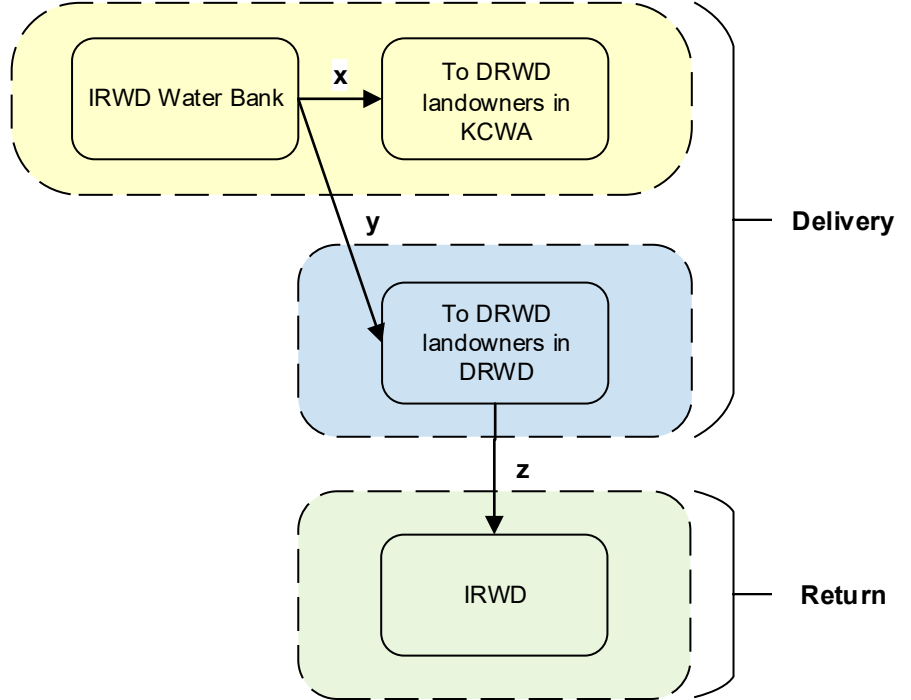 IRWD Water Bank
x
To DRWD
landowners in
KCWA
y
Delivery
To DRWD
landowners in
DRWD
z
IRWD
Return